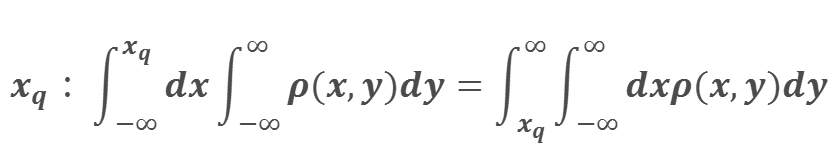 x_q : ∫_{-∞}^{x_q} dx ∫_{-∞}^{∞} ρ(x, y)dy = ∫_{x_q}^{∞} ∫_{-∞}^{∞} dxρ(x, y)dy